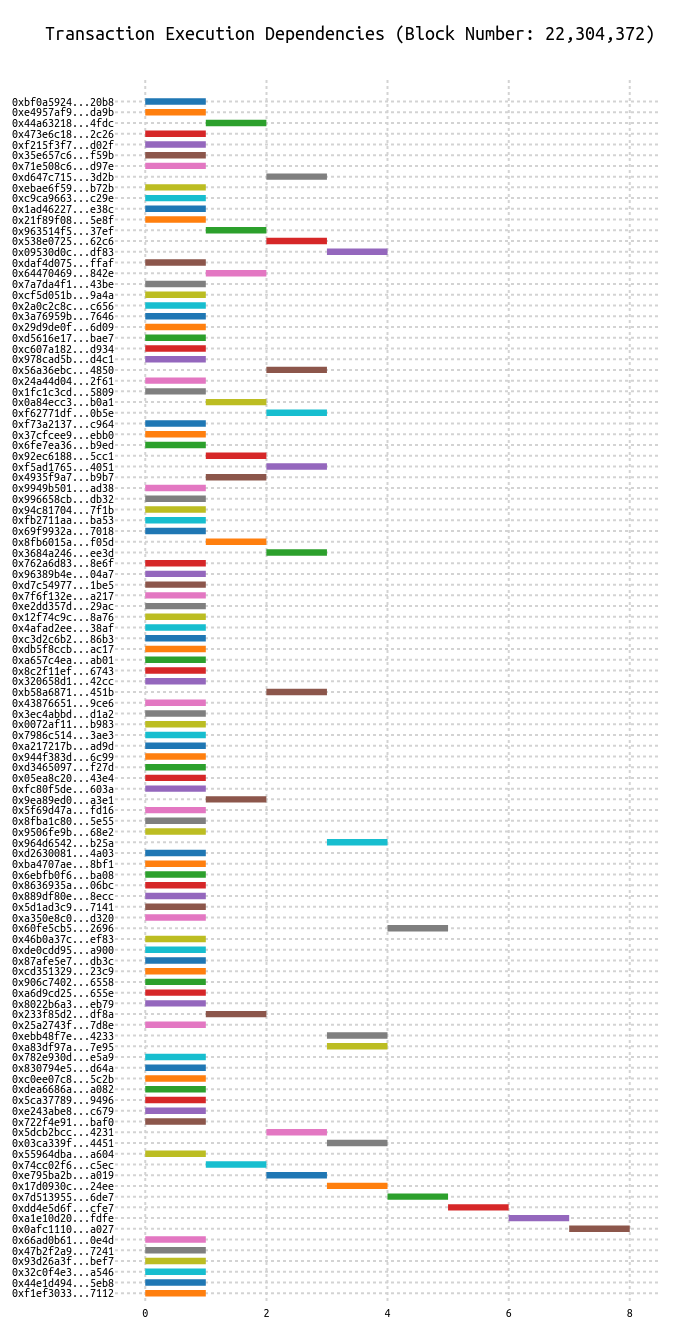 Transaction Execution Dependencies (Block Number: 22,304,372)
0xbf0a5924...20b8
0xe4957af9...da9b
0x44a63218...4fdc
0x473e6c18...2c26
0xf215f3f7...d02f
0x35e657c6...f59b
0x71e508c6...d97e
0xd647c715...3d2b
0xebae6f59...b72b
0xc9ca9663...c29e
0x1ad46227...e38c
0x21f89f08...5e8f
0x963514f5...37ef
0x538e0725...62c6
0x09530d0c...df83
0xdaf4d075...ffaf
0x64470469...842e
0x7a7da4f1...43be
0xcf5d051b...9a4a
0x2a0c2c8c...c656
0x3a76959b...7646
0x29d9de0f...6d09
0xd5616e17...bae7
0xc607a182...d934
0x978cad5b...d4c1
0x56a36ebc...4850
0x24a44d04...2f61
0x1fc1c3cd...5809
0x0a84ecc3...b0a1
0xf62771df...0b5e
0xf73a2137...c964
0x37cfcee9...ebb0
0x6fe7ea36...b9ed
0x92ec6188...5cc1
0xf5ad1765...4051
0x4935f9a7...b9b7
0x9949b501...ad38
0x996658cb...db32
0x94c81704...7f1b
0xfb2711aa...ba53
0x69f9932a...7018
0x8fb6015a...f05d
0x3684a246...ee3d
0x762a6d83...8e6f
0x96389b4e...04a7
0xd7c54977...1be5
0x7f6f132e...a217
0xe2dd357d...29ac
0x12f74c9c...8a76
0x4afad2ee...38af
0xc3d2c6b2...86b3
0xdb5f8ccb...ac17
0xa657c4ea...ab01
0x8c2f11ef...6743
0x320658d1...42cc
0xb58a6871...451b
0x43876651...9ce6
0x3ec4abbd...d1a2
0x0072af11...b983
0x7986c514...3ae3
0xa217217b...ad9d
0x944f383d...6c99
0xd3465097...f27d
0x05ea8c20...43e4
0xfc80f5de...603a
0x9ea89ed0...a3e1
0x5f69d47a...fd16
0x8fba1c80...5e55
0x9506fe9b...68e2
0x964d6542...b25a
0xd2630081...4a03
0xba4707ae...8bf1
0x6ebfb0f6...ba08
0x8636935a...06bc
0x889df80e...8ecc
0x5d1ad3c9...7141
0xa350e8c0...d320
0x60fe5cb5...2696
0x46b0a37c...ef83
0xde0cdd95...a900
0x87afe5e7...db3c
0xcd351329...23c9
0x906c7402...6558
0xa6d9cd25...655e
0x8022b6a3...eb79
0x233f85d2...df8a
0x25a2743f...7d8e
0xebb48f7e...4233
0xa83df97a...7e95
0x782e930d...e5a9
0x830794e5...d64a
0xc0ee07c8...5c2b
0xdea6686a...a082
0x5ca37789...9496
0xe243abe8...c679
0x722f4e91...baf0
0x5dcb2bcc...4231
0x03ca339f...4451
0x55964dba...a604
0x74cc02f6...c5ec
0xe795ba2b...a019
0x17d0930c...24ee
0x7d513955...6de7
0xdd4e5d6f...cfe7
0xa1e10d20...fdfe
0x0afc1110...a027
0x66ad0b61...0e4d
0x47b2f2a9...7241
0x93d26a3f...bef7
0x32c0f4e3...a546
0x44e1d494...5eb8
0xf1ef3033...7112
0 2 4 6 8